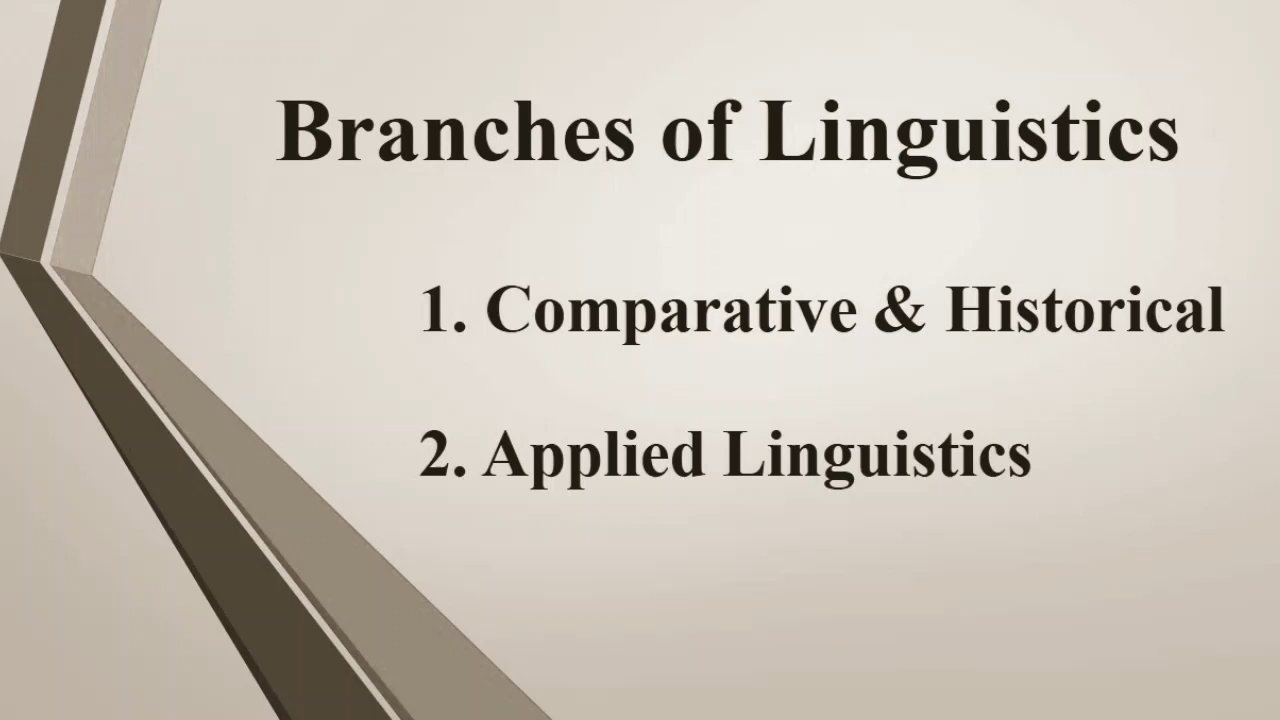 Branches of Linguistics
1. Comparative & Historical
2. Applied Linguistics